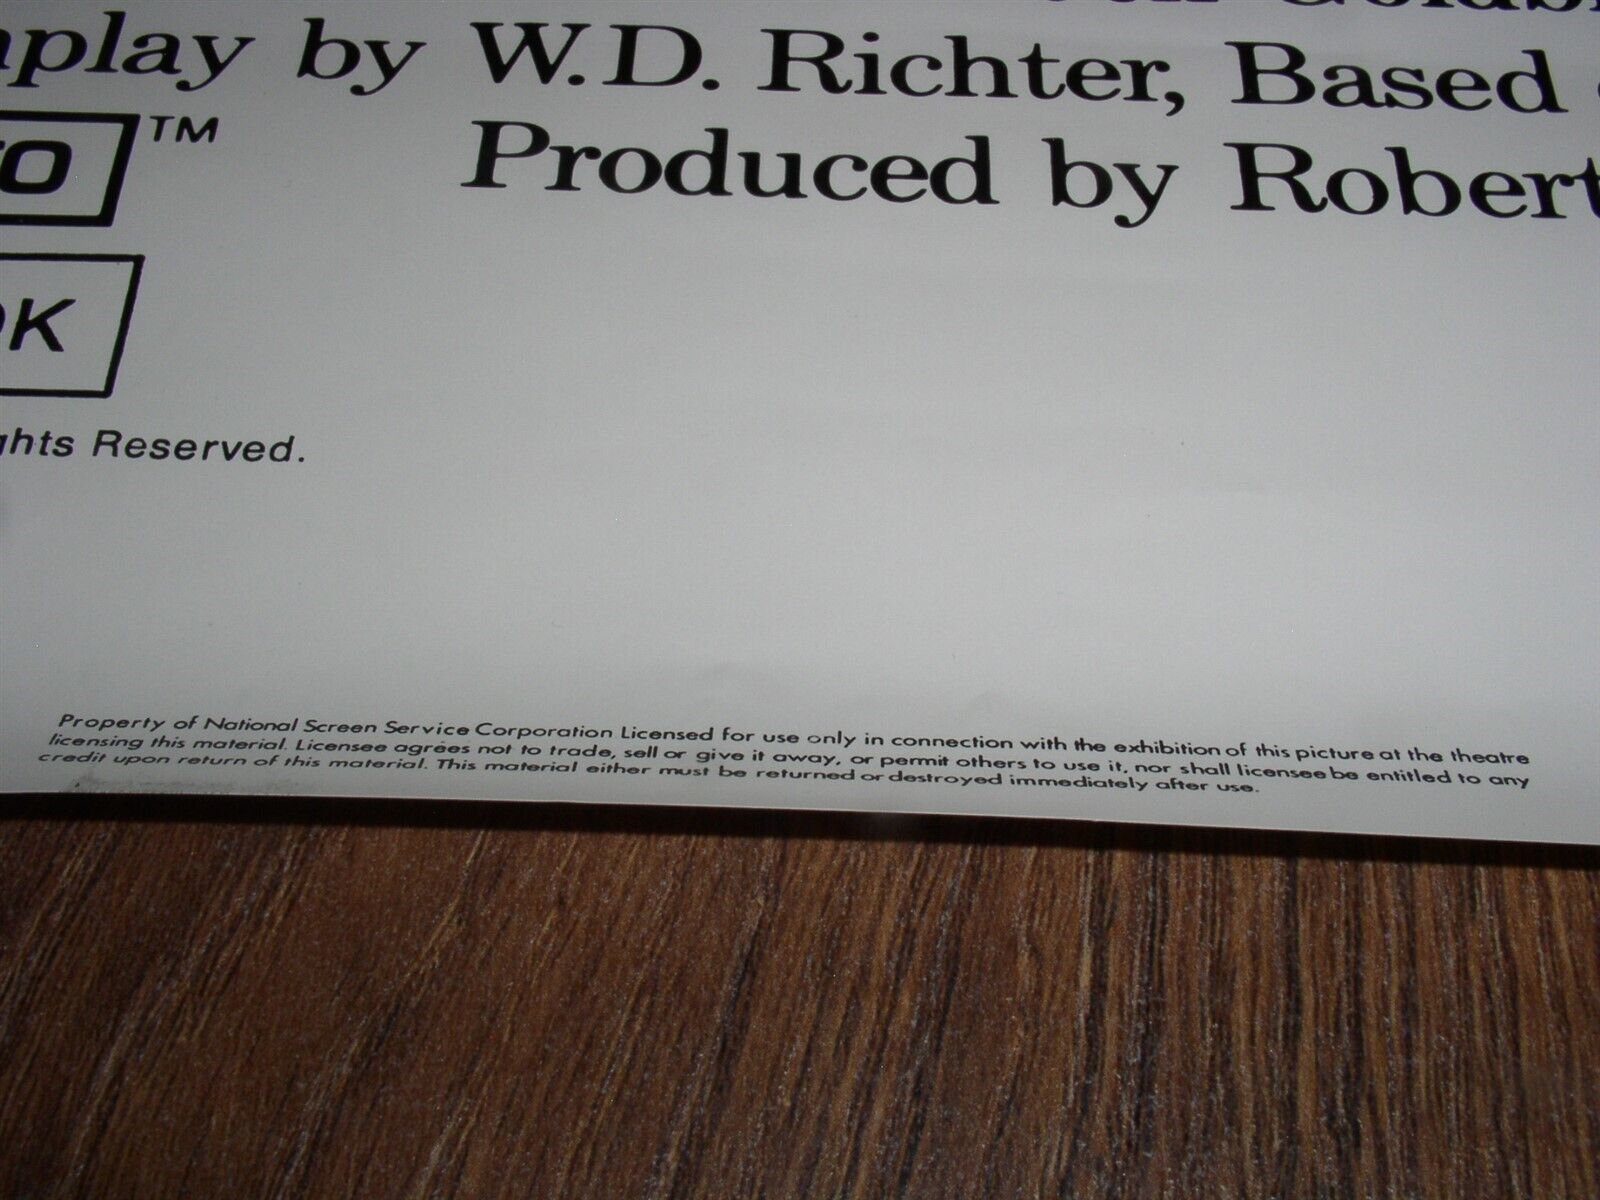 play by W.D. Richter, Based
TM
Produced by Robert
O
K
ghts Reserved.
Property of National Screen Service Corporation Licensed for use only in connection with the exhibition of this picture at the theatre
licensing this material. Licensee agrees not to trade, sell or give it away, or permit others to use it, nor shall licensee be entitled to any
credit upon return of this material. This material either must be returned or destroyed immediately after use.